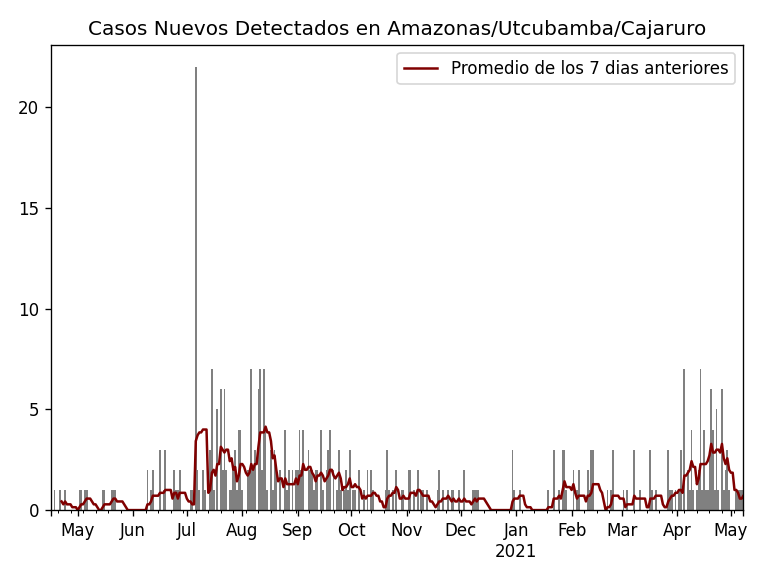 Casos Nuevos Detectados en Amazonas/Utcubamba/Cajaruro
Promedio de los 7 dias anteriores
20
15
10
5
0
May Jun Jul Aug Sep Oct Nov Dec Jan Feb Mar Apr May
2021